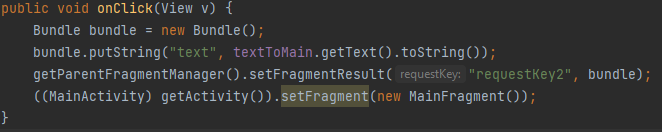 public void onClick(View v) {
Bundle bundle = new Bundle();
bundle.putString("text", textToMain.getText().toString());
getParentFragmentManager().setFragmentResult( requestKey: "requestKey2", bundle);
((MainActivity) getActivity()).setFragment(new MainFragment());
}